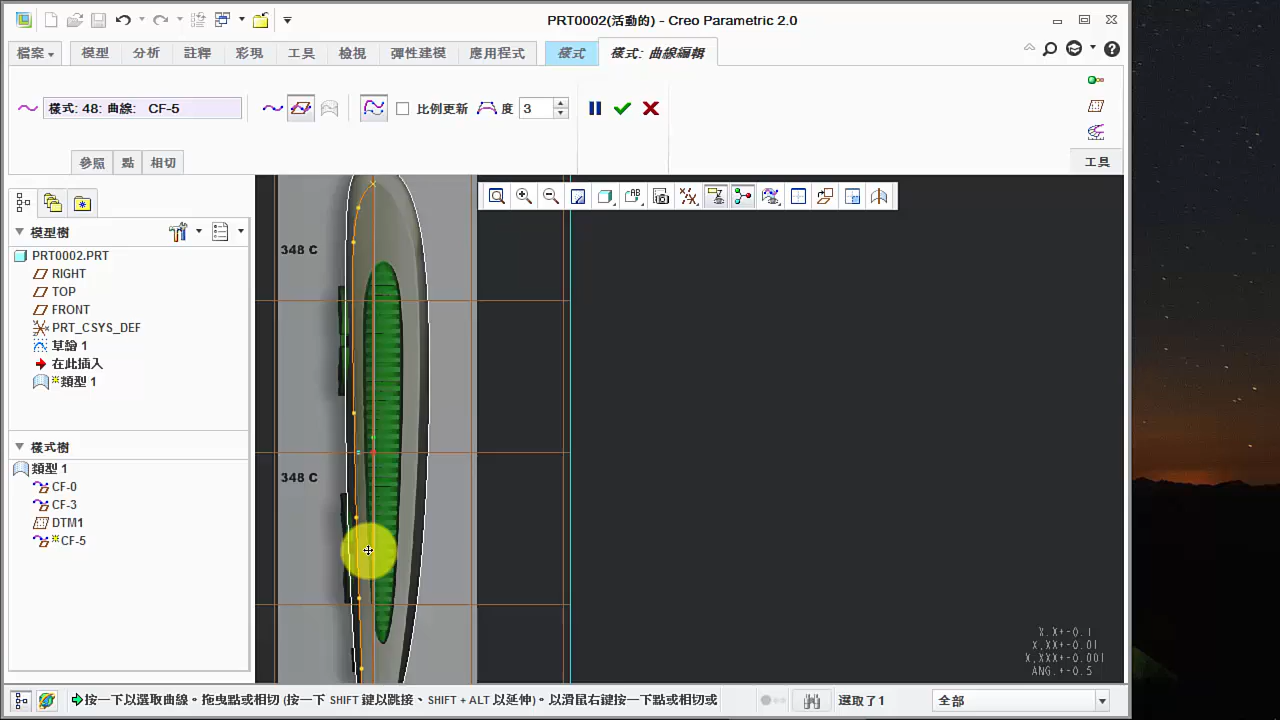 PRT0002(活動的) - Creo Parametric 2.0
檔案 模型 分析 註釋 彩現 工具 檢視 彈性建模 應用程式 樣式 樣式: 曲線編輯
樣式: 48: 曲線: CF-5
比例更新 度 3
參照 點 相切
工具
模型樹
PRT0002.PRT
RIGHT
TOP
FRONT
PRT_CSYS_DEF
草繪 1
在此插入
類型 1
樣式樹
類型 1
CF-0
CF-3
DTM1
CF-5
348 C
348 C
X.X+-0.1
X.XX+-0.01
X.XXX+-0.001
ANG.+-0.5
按一下以選取曲線。拖曳點或相切 (按一下 SHIFT 鍵以跳接、SHIFT + ALT 以延伸)。以滑鼠右鍵按一下點或相切或
選取了1
全部